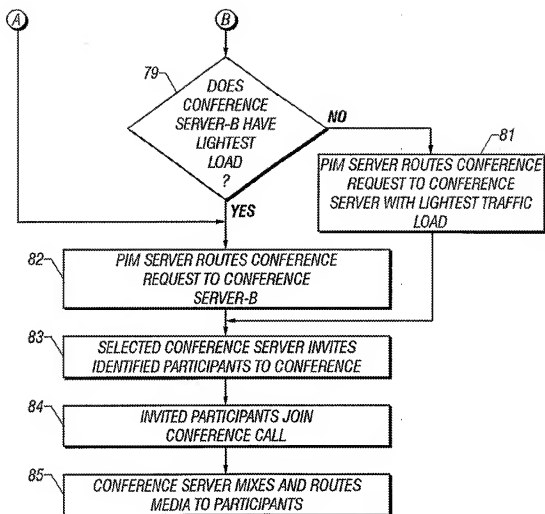 A
B
79
DOES
CONFERENCE
SERVER-B HAVE
LIGHTEST
LOAD
?
NO
YES
81
PIM SERVER ROUTES CONFERENCE
REQUEST TO CONFERENCE
SERVER WITH LIGHTEST TRAFFIC
LOAD
82
PIM SERVER ROUTES CONFERENCE
REQUEST TO CONFERENCE
SERVER-B
83
SELECTED CONFERENCE SERVER INVITES
IDENTIFIED PARTICIPANTS TO CONFERENCE
84
INVITED PARTICIPANTS JOIN
CONFERENCE CALL
85
CONFERENCE SERVER MIXES AND ROUTES
MEDIA TO PARTICIPANTS